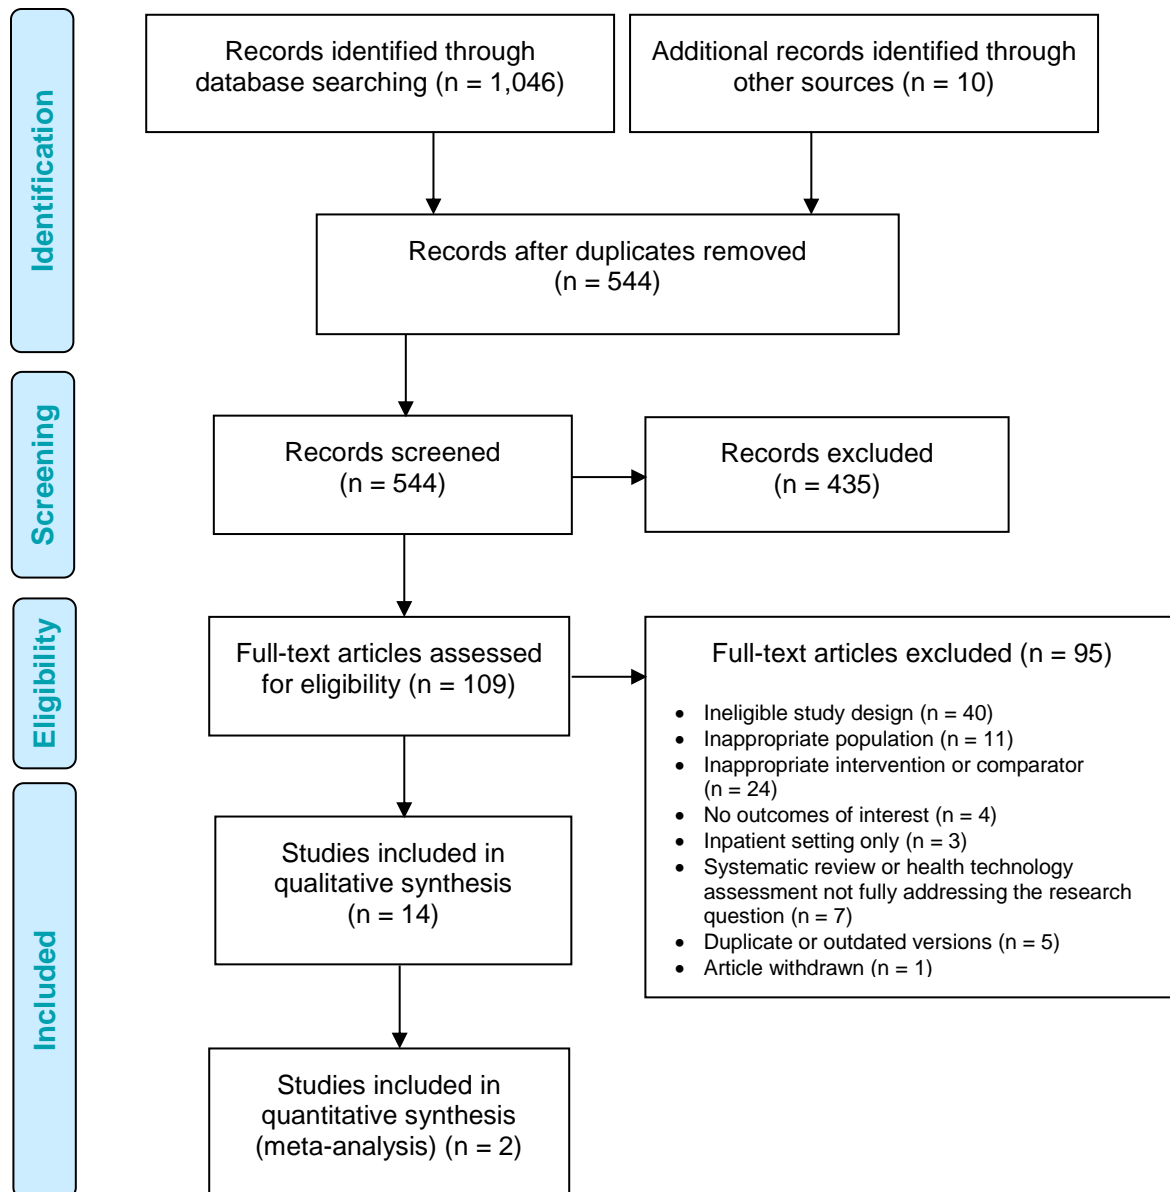 Identification
Records identified through
database searching (n = 1,046)
Additional records identified through
other sources (n = 10)
Records after duplicates removed
(n = 544)
Screening
Records screened
(n = 544)
Records excluded
(n = 435)
Eligibility
Full-text articles assessed
for eligibility (n = 109)
Full-text articles excluded (n = 95)
• Ineligible study design (n = 40)
• Inappropriate population (n = 11)
• Inappropriate intervention or comparator
(n = 24)
• No outcomes of interest (n = 4)
• Inpatient setting only (n = 3)
• Systematic review or health technology
assessment not fully addressing the research
question (n = 7)
• Duplicate or outdated versions (n = 5)
• Article withdrawn (n = 1)
Included
Studies included in
qualitative synthesis
(n = 14)
Studies included in
quantitative synthesis
(meta-analysis) (n = 2)